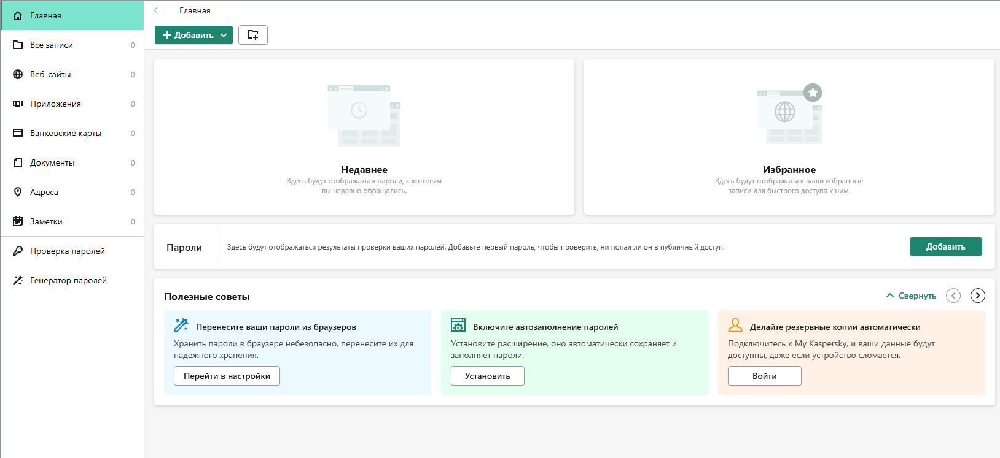 Главная
Все записи 0
Веб-сайты 0
Приложения 0
Банковские карты 0
Документы 0
Адреса 0
Заметки 0
Проверка паролей
Генератор паролей
Главная
Добавить
Недавнее
Здесь будут отображаться пароли, к которым
вы недавно обращались.
Избранное
Здесь будут отображаться ваши избранные
записи для быстрого доступа к ним.
Пароли
Здесь будут отображаться результаты проверки ваших паролей. Добавьте первый пароль, чтобы проверить, ни попал ли он в публичный доступ.
Добавить
Полезные советы
Свернуть
Перенесите ваши пароли из браузеров
Хранить пароли в браузере небезопасно, перенесите их для
надежного хранения.
Перейти в настройки
Включите автозаполнение паролей
Установите расширение, оно автоматически сохраняет и
заполняет пароли.
Установить
Делайте резервные копии автоматически
Подключитесь к My Kaspersky, и ваши данные будут
доступны, даже если устройство сломается.
Войти